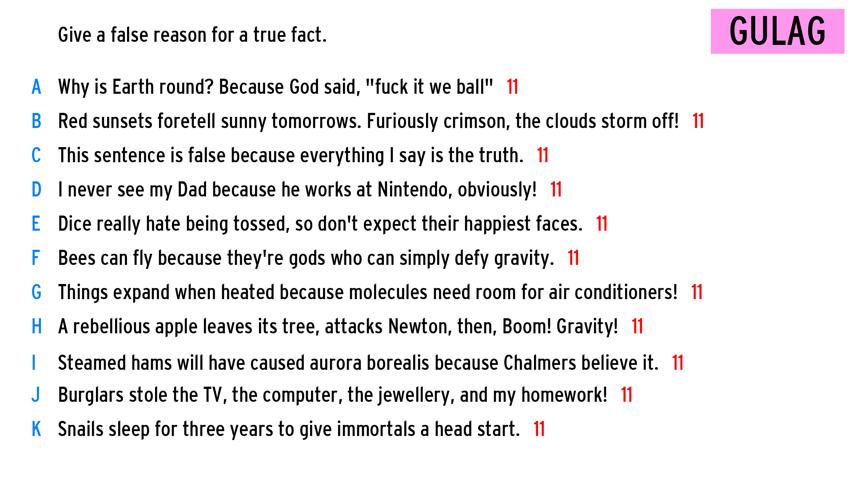 Give a false reason for a true fact.
GULAG
A Why is Earth round? Because God said, "fuck it we ball" 11
B Red sunsets foretell sunny tomorrows. Furiously crimson, the clouds storm off! 11
C This sentence is false because everything I say is the truth. 11
D I never see my Dad because he works at Nintendo, obviously! 11
E Dice really hate being tossed, so don't expect their happiest faces. 11
F Bees can fly because they're gods who can simply defy gravity. 11
G Things expand when heated because molecules need room for air conditioners! 11
H A rebellious apple leaves its tree, attacks Newton, then, Boom! Gravity! 11
I Steamed hams will have caused aurora borealis because Chalmers believe it. 11
J Burglars stole the TV, the computer, the jewellery, and my homework! 11
K Snails sleep for three years to give immortals a head start. 11